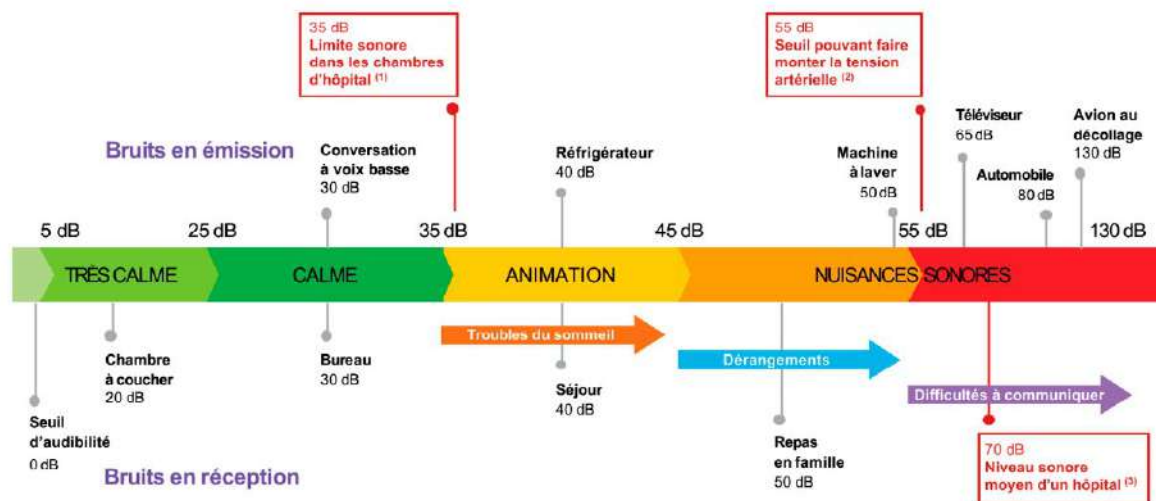 35 dB
Limite sonore
dans les chambres
d'hôpital (1)
55 dB
Seuil pouvant faire
monter la tension
artérielle (2)
Bruits en émission
Conversation
à voix basse
30 dB
Réfrigérateur
40 dB
Machine
à laver
50 dB
Téléviseur
65 dB
Automobile
80 dB
Avion au
décollage
130 dB
5 dB
25 dB
35 dB
45 dB
55 dB
130 dB
TRÈS CALME
CALME
ANIMATION
NUISANCES SONORES
Troubles du sommeil
Dérangements
Difficultés à communiquer
Seuil
d'audibilité
0 dB
Chambre
à coucher
20 dB
Bureau
30 dB
Séjour
40 dB
Repas
en famille
50 dB
70 dB
Niveau sonore
moyen d'un hôpital (3)
Bruits en réception